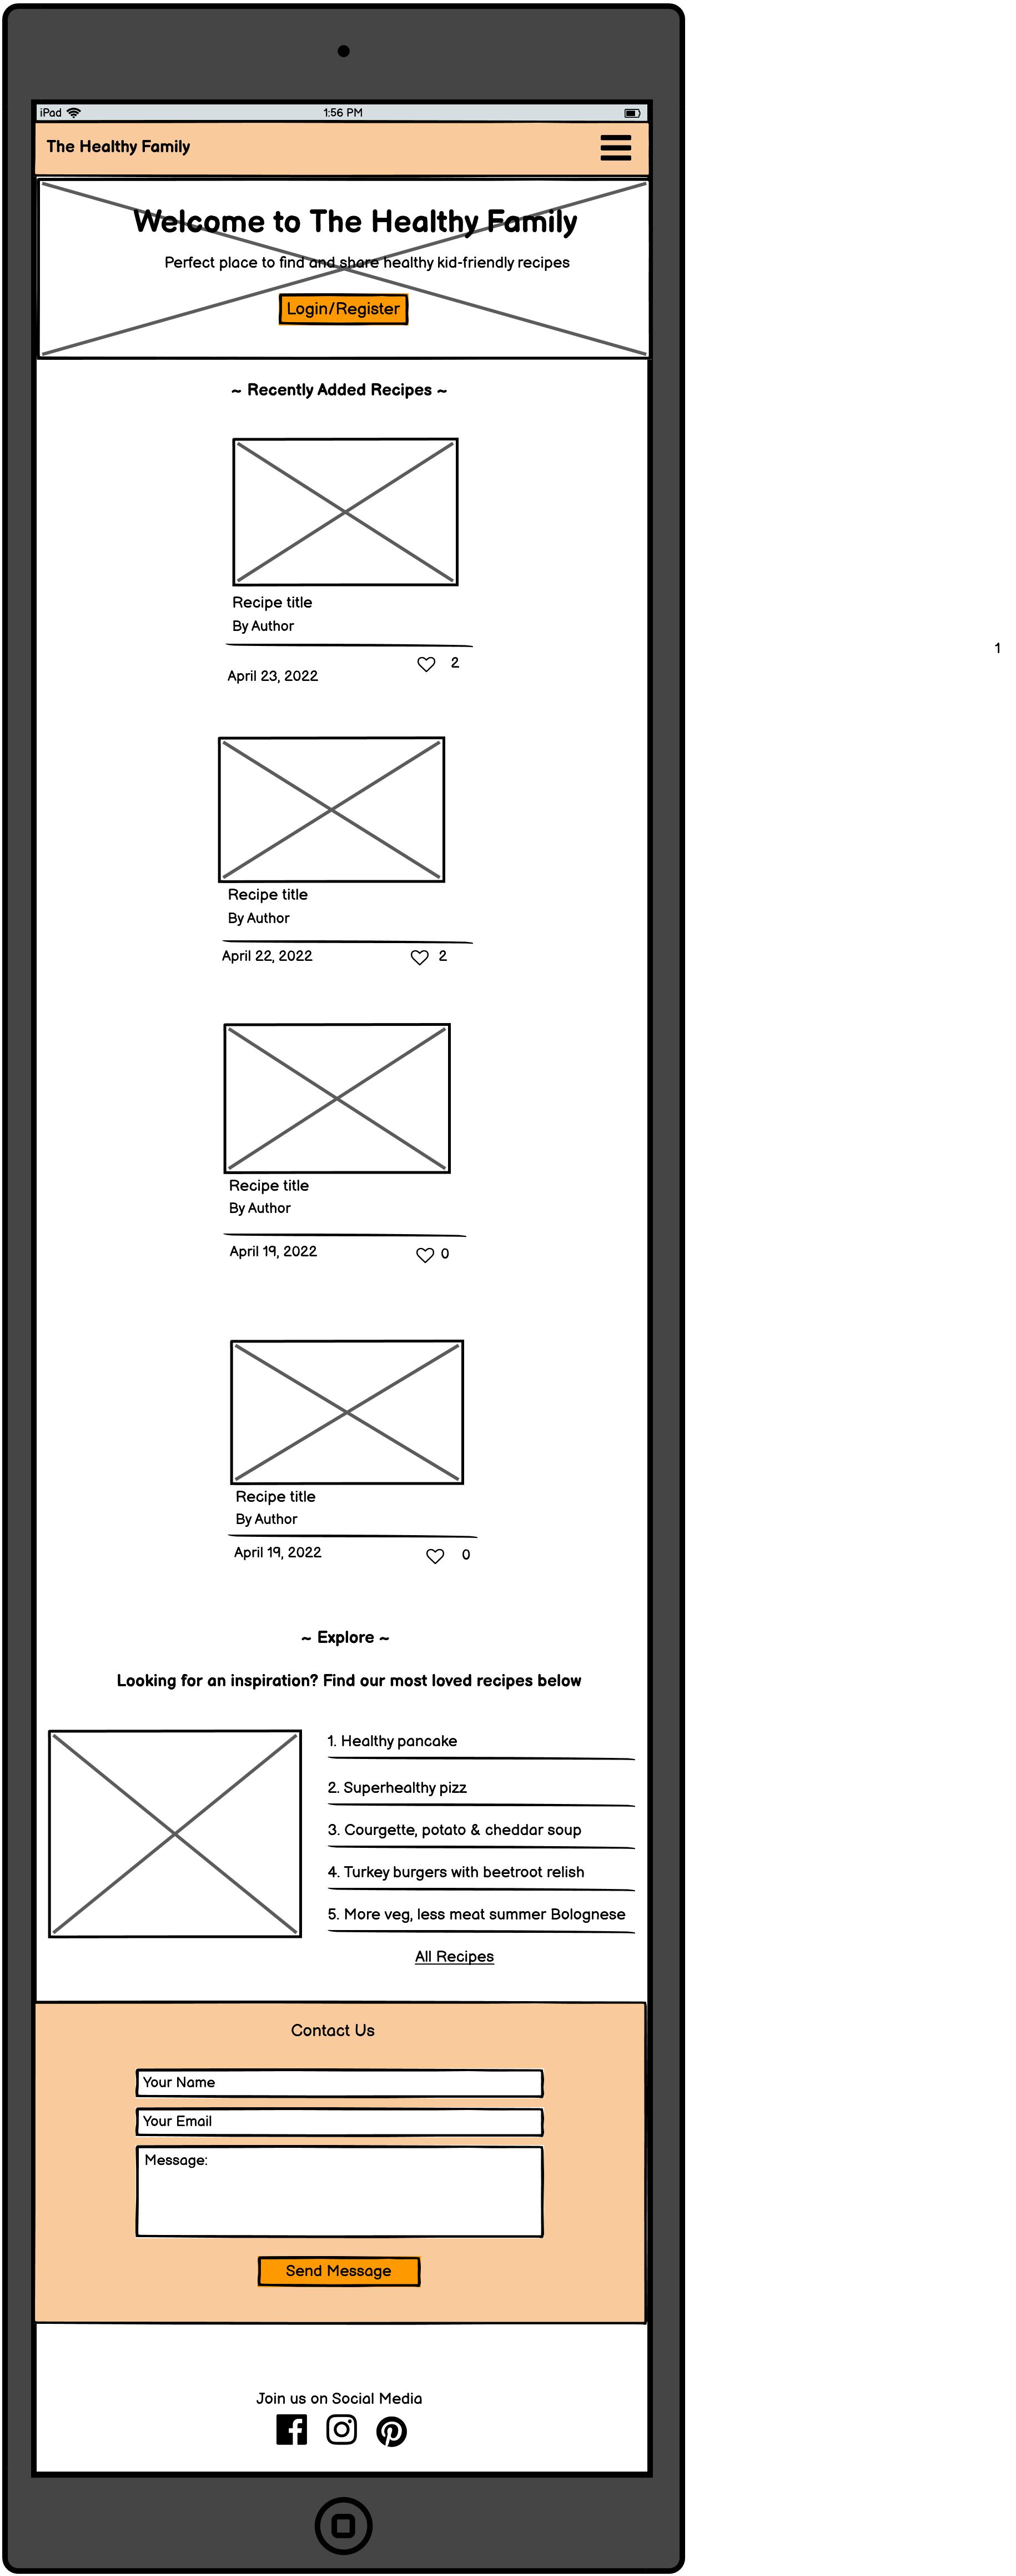 iPad 1:56 PM
The Healthy Family
Welcome to The Healthy Family
Perfect place to find and share healthy kid-friendly recipes
Login/Register
~ Recently Added Recipes ~
Recipe title
By Author
2
April 23, 2022
1
Recipe title
By Author
April 22, 2022 2
Recipe title
By Author
April 19, 2022 0
Recipe title
By Author
April 19, 2022 0
~ Explore ~
Looking for an inspiration? Find our most loved recipes below
1. Healthy pancake
2. Superhealthy pizz
3. Courgette, potato & cheddar soup
4. Turkey burgers with beetroot relish
5. More veg, less meat summer Bolognese
All Recipes
Contact Us
Your Name
Your Email
Message:
Send Message
Join us on Social Media